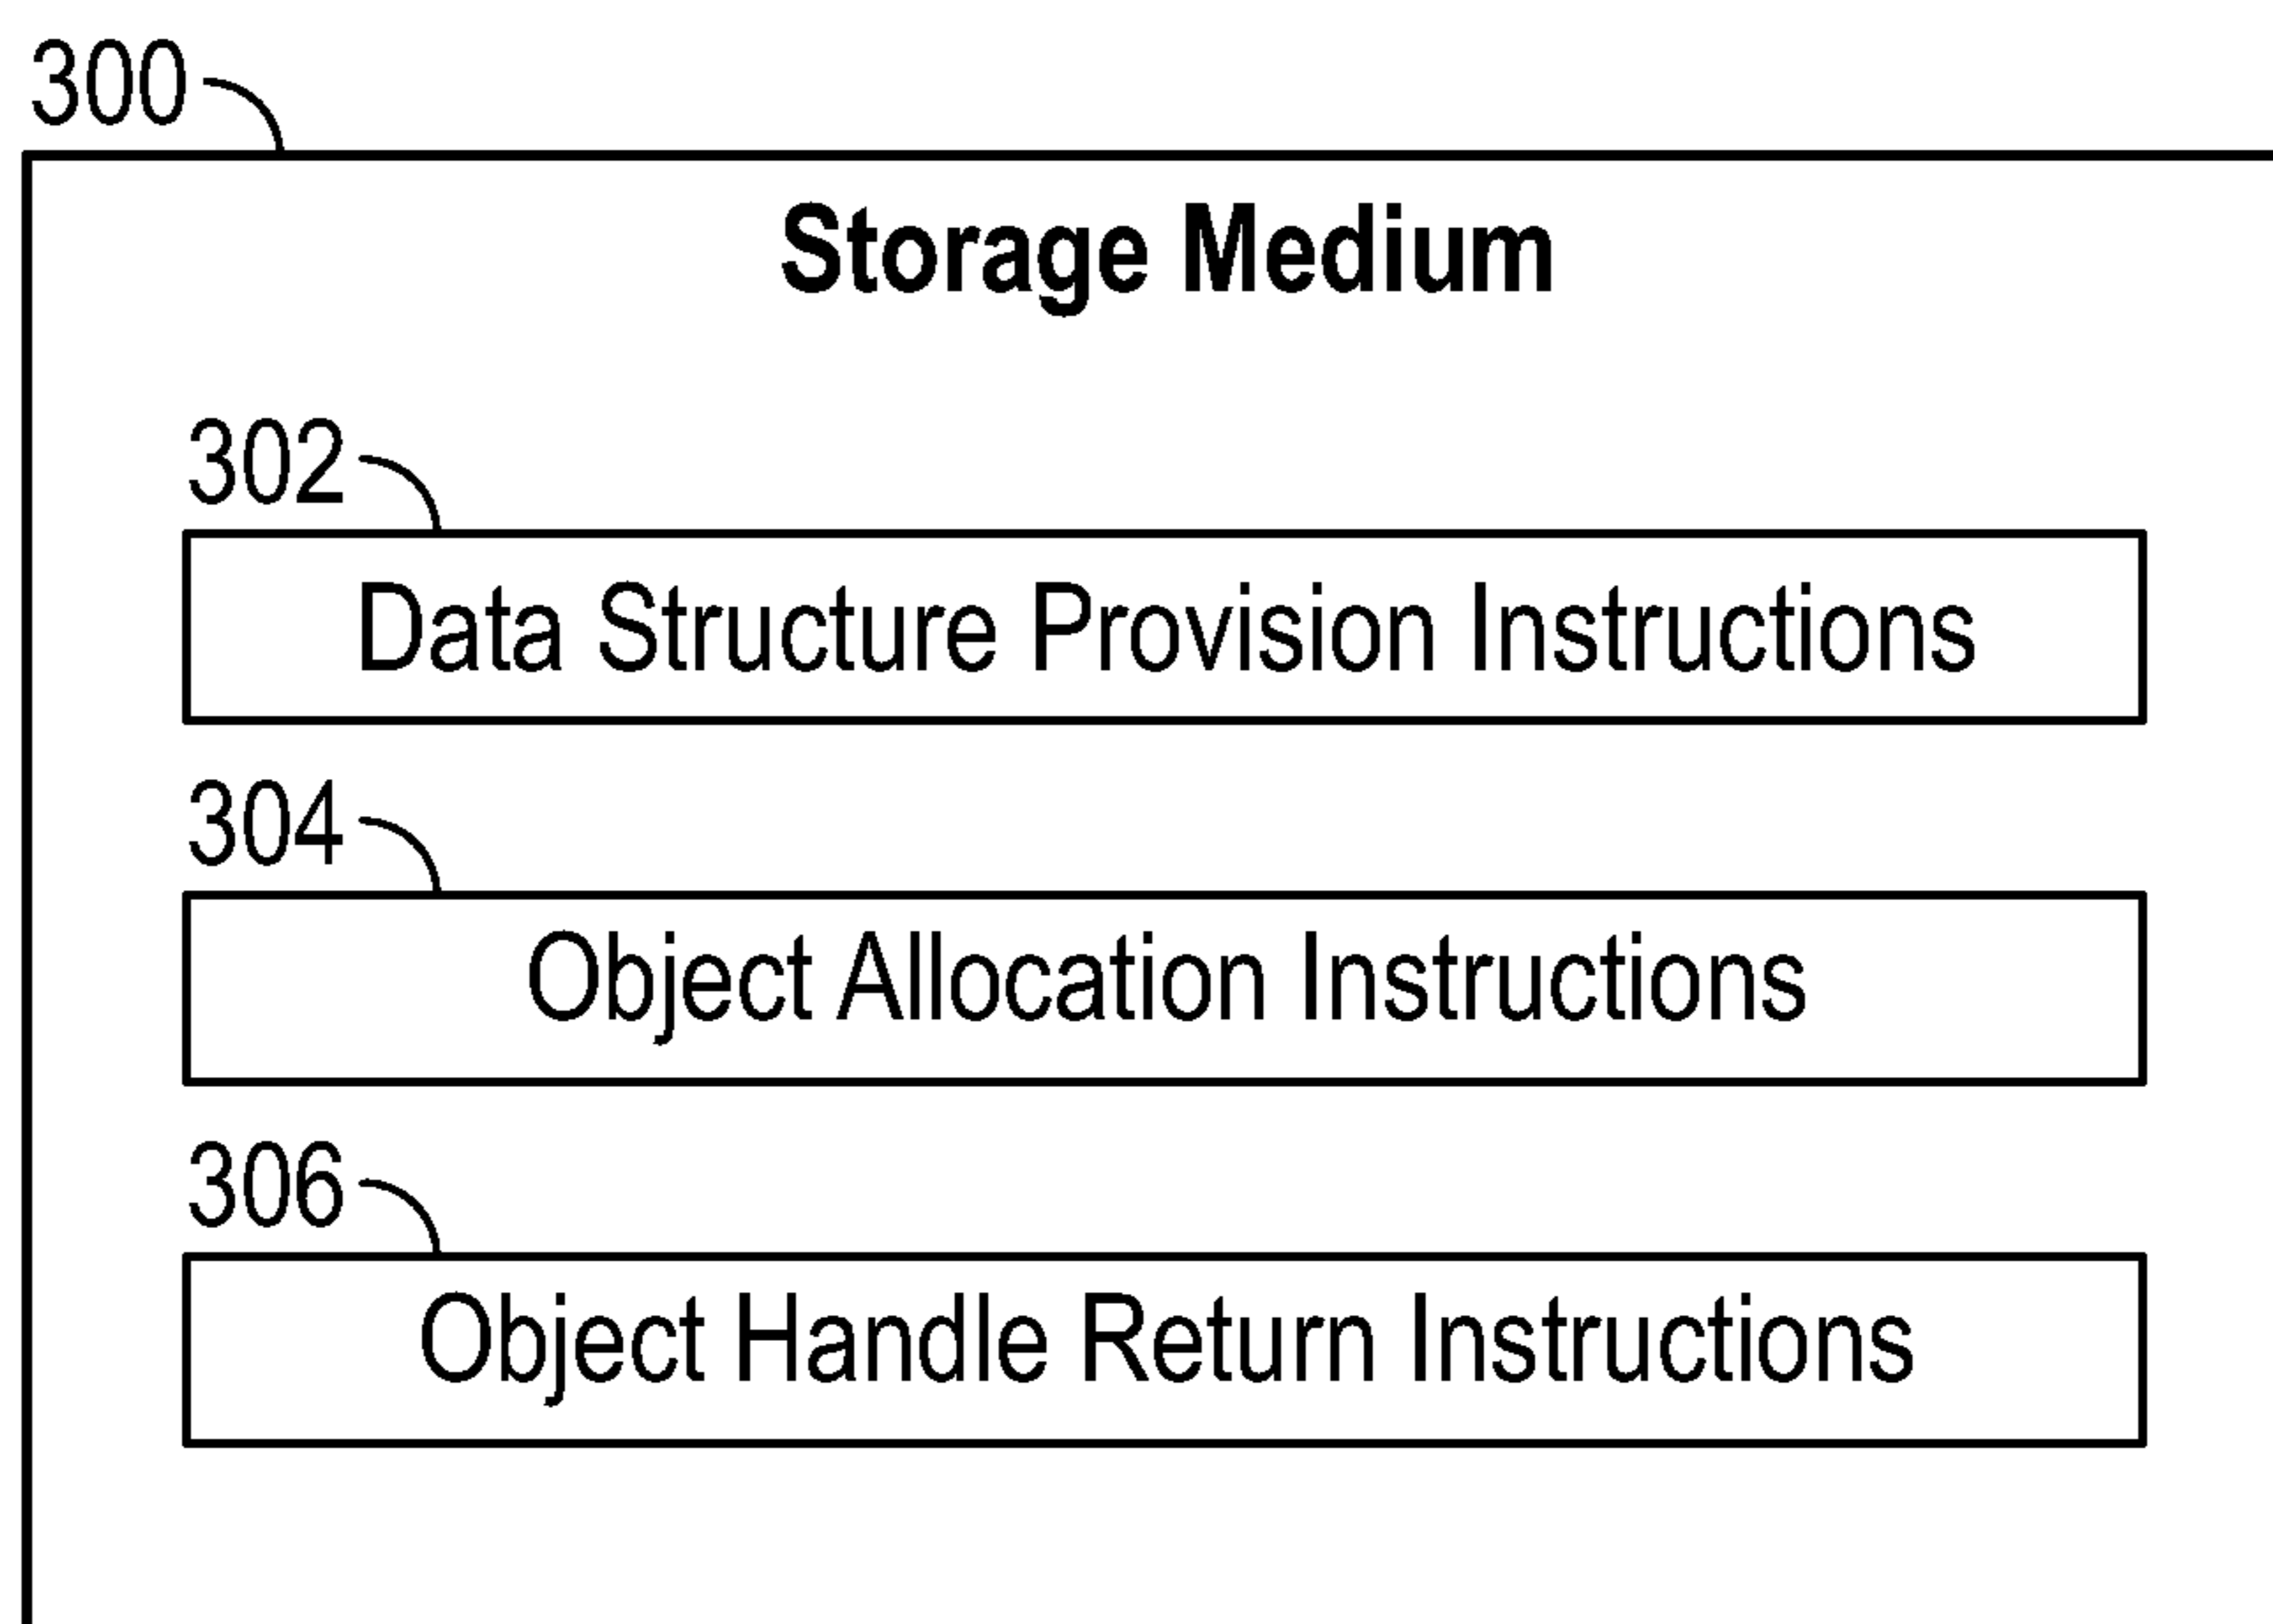 300
Storage Medium
302
Data Structure Provision Instructions
304
Object Allocation Instructions
306
Object Handle Return Instructions